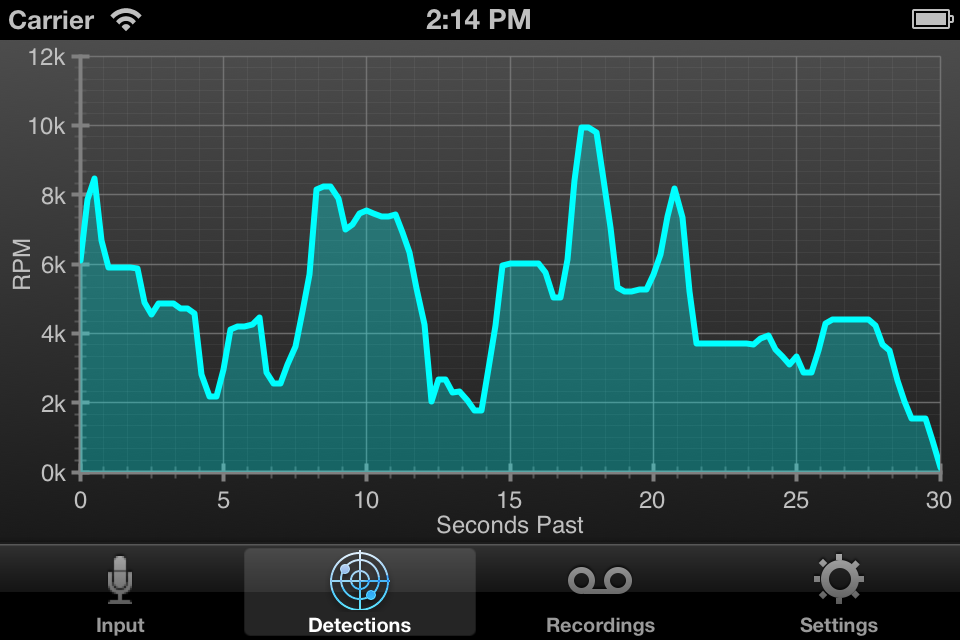 Carrier 2:14 PM
12k
10k
8k
6k
4k
2k
0k
RPM
0 5 10 15 20 25 30
Seconds Past
Input Detections Recordings Settings